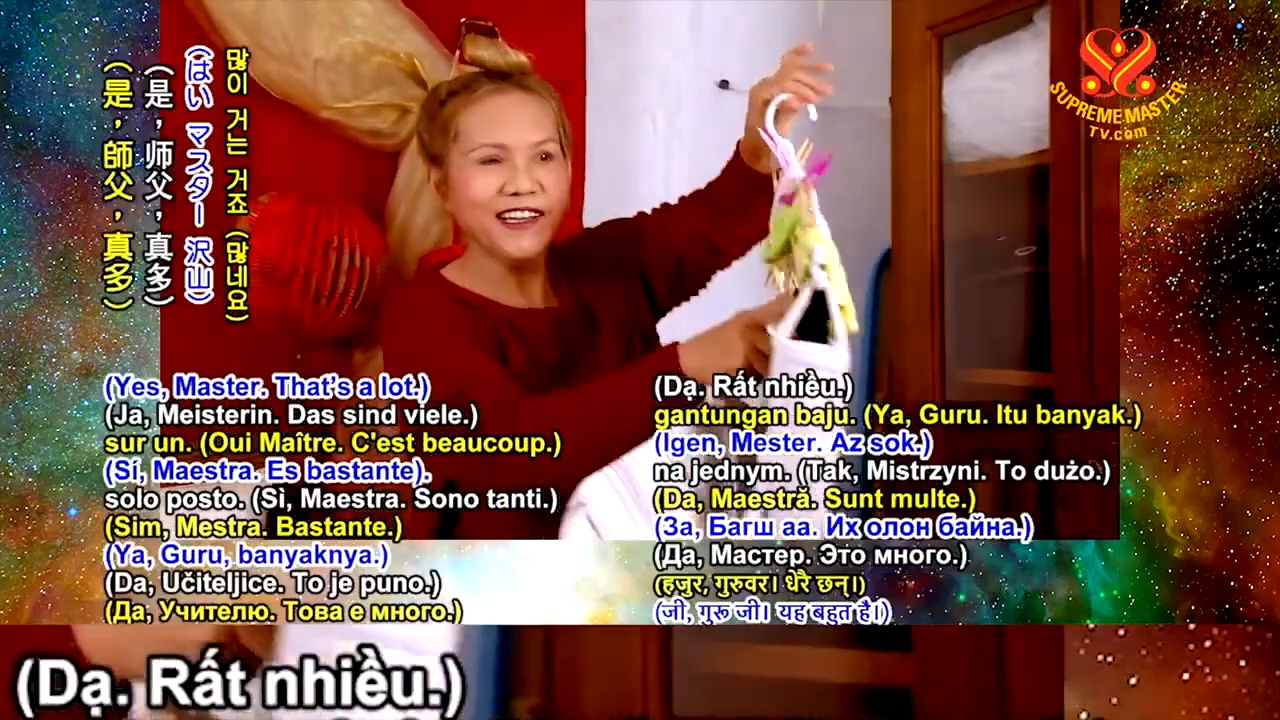 많이 거는 거죠 (많네요)
(はい マスター 沢山)
(是，师父，真多)
(是，師父，真多)
SUPREME MASTER
TV.com
(Yes, Master. That's a lot.)
(Ja, Meisterin. Das sind viele.)
sur un. (Oui Maître. C'est beaucoup.)
(Sí, Maestra. Es bastante).
solo posto. (Sì, Maestra. Sono tanti.)
(Sim, Mestra. Bastante.)
(Ya, Guru, banyaknya.)
(Da, Učiteljice. To je puno.)
(Да, Учителю. Това е много.)
(Dạ. Rất nhiều.)
gantungan baju. (Ya, Guru. Itu banyak.)
(Igen, Mester. Az sok.)
na jednym. (Tak, Mistrzyni. To dużo.)
(Da, Maestră. Sunt multe.)
(За, Багш аа. Их олон байна.)
(Да, Мастер. Это много.)
(हजुर, गुरुवर। धेरै छन्।)
(जी, गुरू जी। यह बहुत है।)
(Dạ. Rất nhiều.)